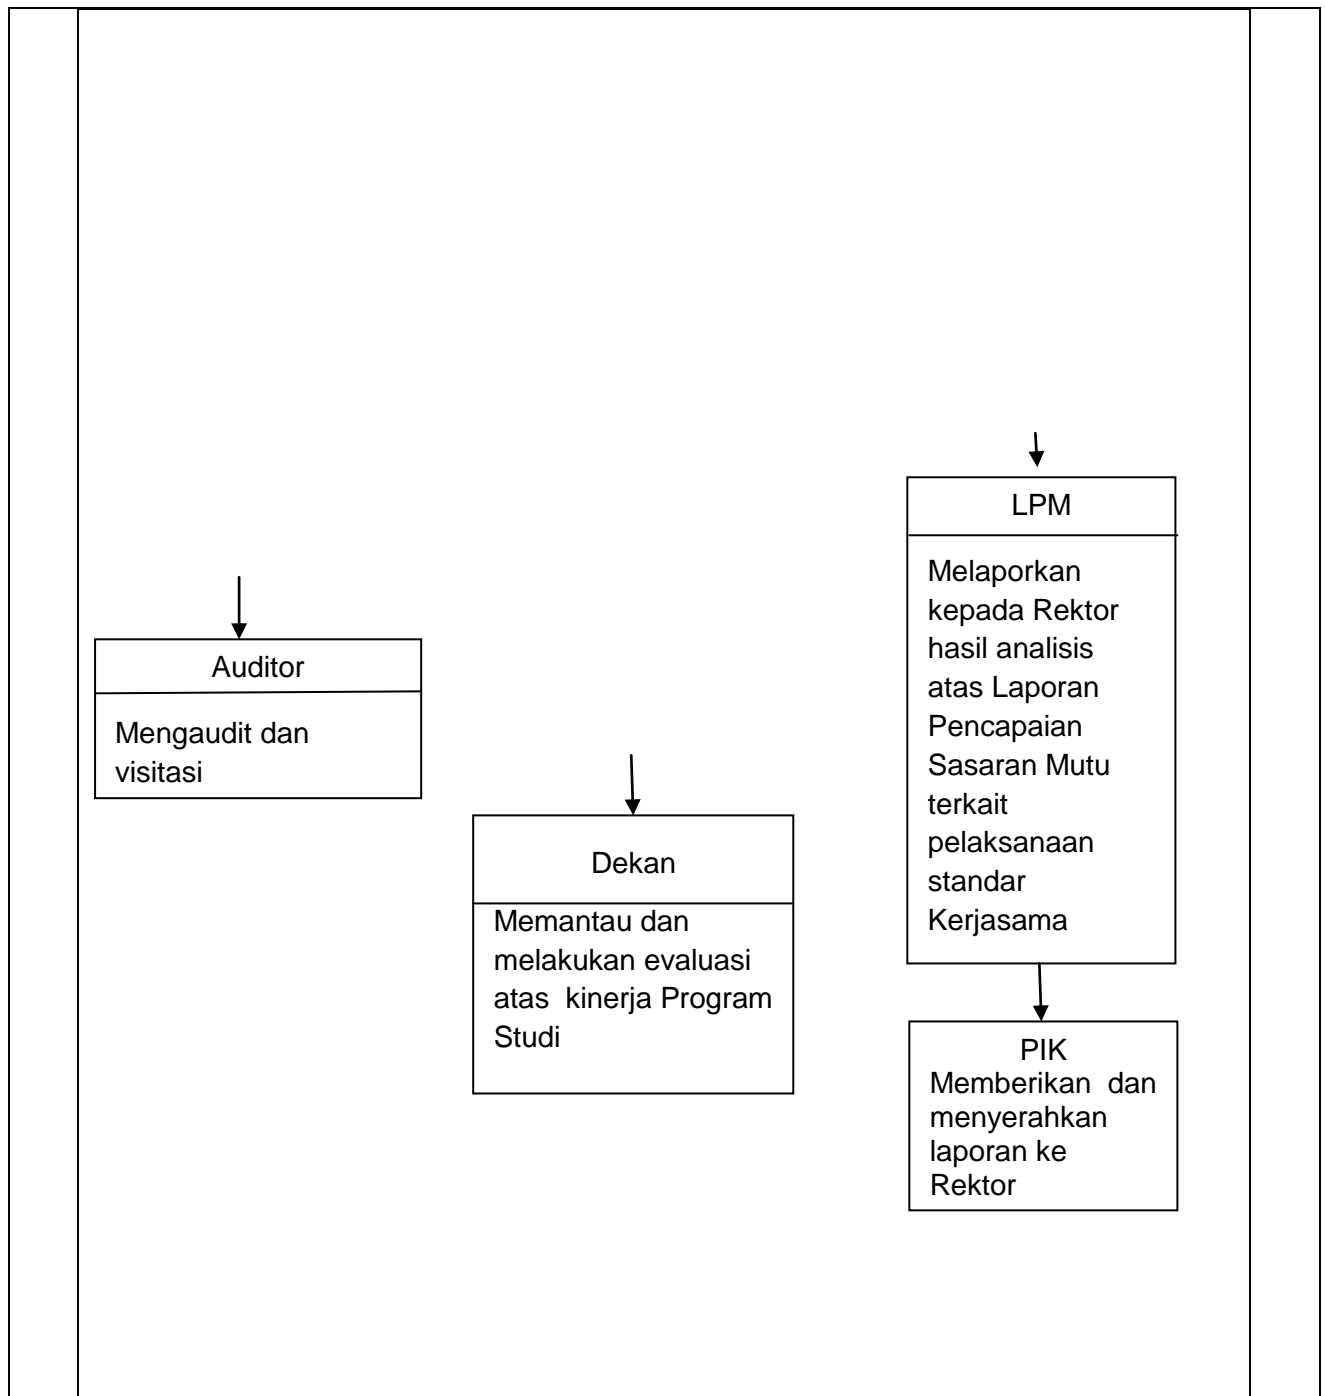 Auditor
Mengaudit dan
visitasi
Dekan
Memantau dan
melakukan evaluasi
atas  kinerja Program
Studi
LPM
Melaporkan
kepada Rektor
hasil analisis
atas Laporan
Pencapaian
Sasaran Mutu
terkait
pelaksanaan
standar
Kerjasama
PIK
Memberikan  dan
menyerahkan
laporan ke
Rektor